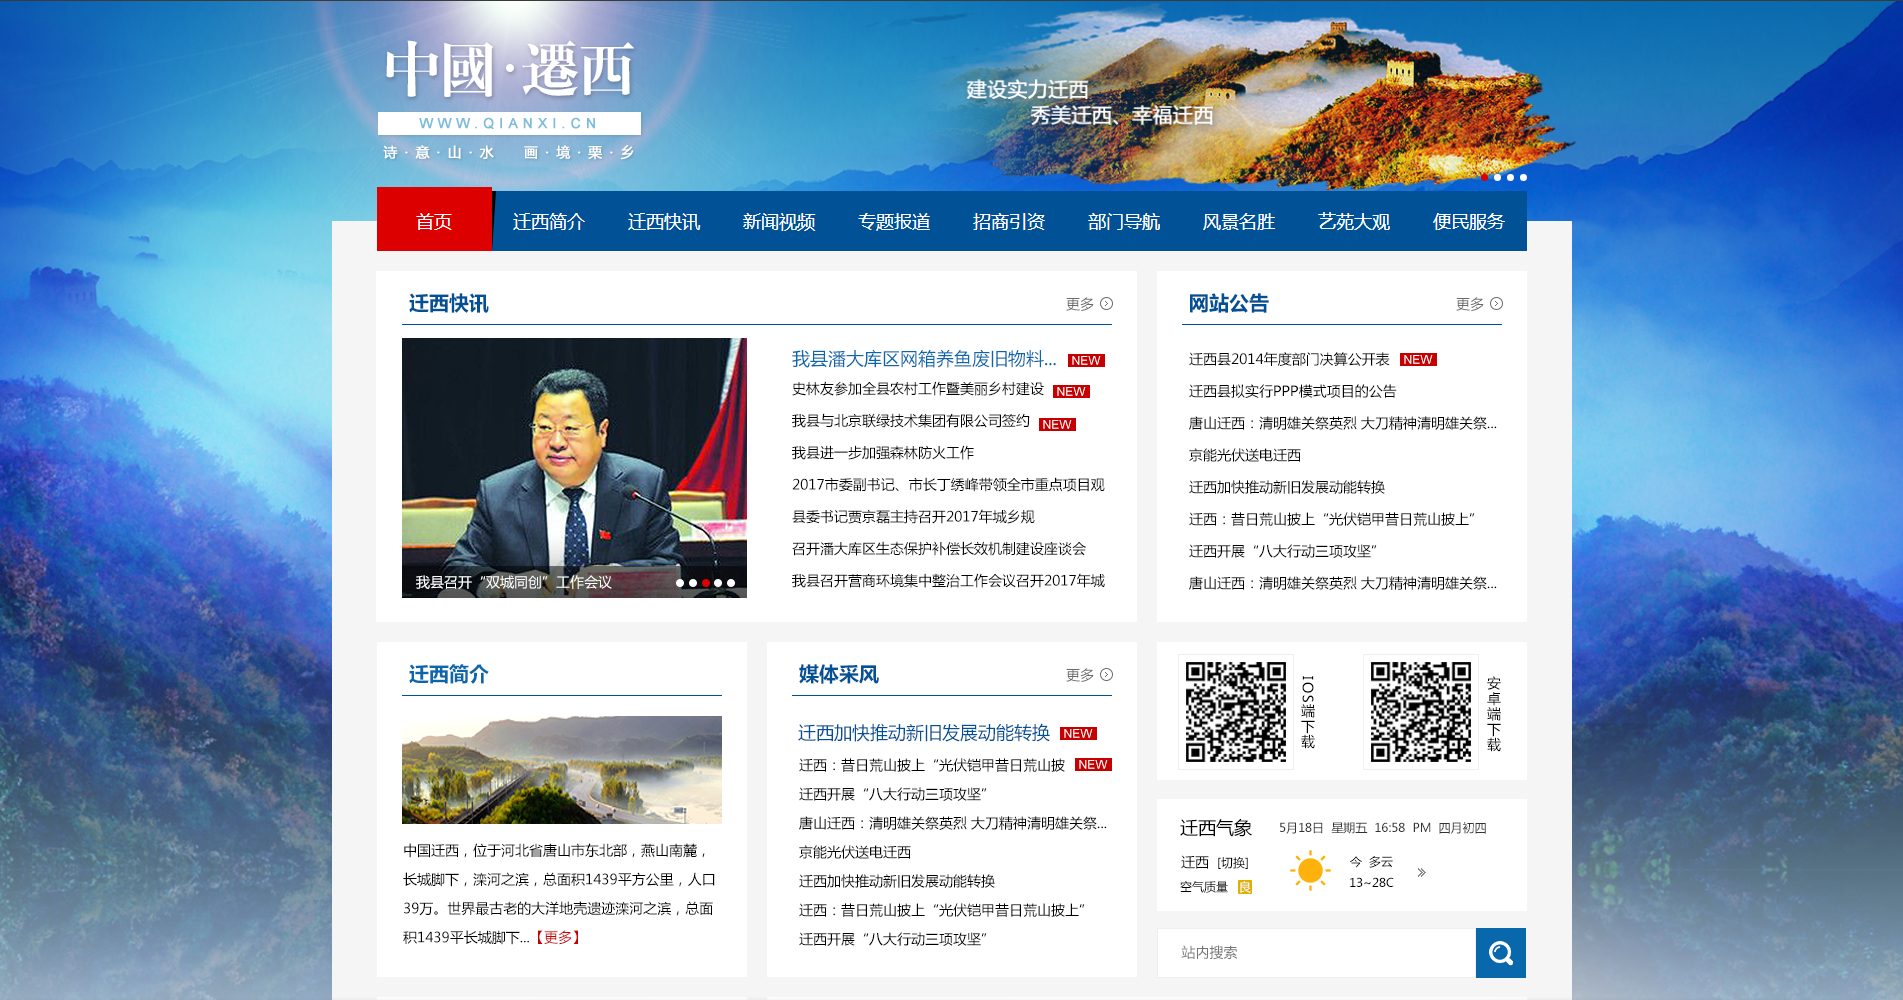 中國·遷西
WWW.QIANXI.CN
诗·意·山·水 画·境·栗·乡
建设实力迁西
秀美迁西、幸福迁西
首页 迁西简介 迁西快讯 新闻视频 专题报道 招商引资 部门导航 风景名胜 艺苑大观 便民服务
迁西快讯 更多
我县召开“双城同创”工作会议
我县潘大库区网箱养鱼废旧物料... NEW
史林友参加全县农村工作暨美丽乡村建设 NEW
我县与北京联绿技术集团有限公司签约 NEW
我县进一步加强森林防火工作
2017市委副书记、市长丁绣峰带领全市重点项目观
县委书记贾京磊主持召开2017年城乡规
召开潘大库区生态保护补偿长效机制建设座谈会
我县召开营商环境集中整治工作会议召开2017年城
网站公告 更多
迁西县2014年度部门决算公开表 NEW
迁西县拟实行PPP模式项目的公告
唐山迁西：清明雄关祭英烈 大刀精神清明雄关祭...
京能光伏送电迁西
迁西加快推动新旧发展动能转换
迁西：昔日荒山披上“光伏铠甲昔日荒山披上”
迁西开展“八大行动三项攻坚”
唐山迁西：清明雄关祭英烈 大刀精神清明雄关祭...
迁西简介
中国迁西，位于河北省唐山市东北部，燕山南麓，
长城脚下，滦河之滨，总面积1439平方公里，人口
39万。世界最古老的大洋地壳遗迹滦河之滨，总面
积1439平长城脚下...【更多】
媒体采风 更多
迁西加快推动新旧发展动能转换 NEW
迁西：昔日荒山披上“光伏铠甲昔日荒山披 NEW
迁西开展“八大行动三项攻坚”
唐山迁西：清明雄关祭英烈 大刀精神清明雄关祭...
京能光伏送电迁西
迁西加快推动新旧发展动能转换
迁西：昔日荒山披上“光伏铠甲昔日荒山披上”
迁西开展“八大行动三项攻坚”
IOS端下载
安卓端下载
迁西气象 5月18日 星期五 16:58 PM 四月初四
迁西 [切换] 今 多云
空气质量 良 13~28C
站内搜索